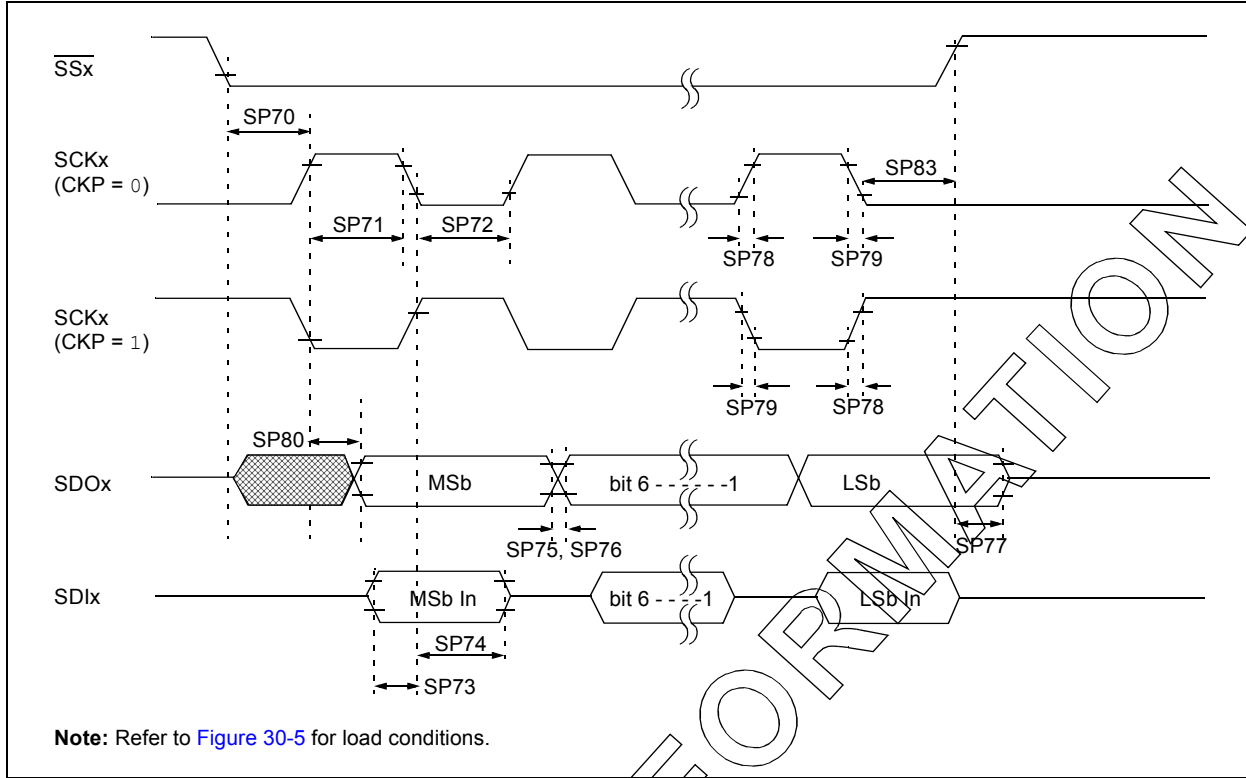 SSx
SP70
SCKx
(CKP = 0)
SP83
SP71
SP72
SP78
SP79
SCKx
(CKP = 1)
SP79
SP78
SP80
SDOx
MSb
bit 6 - - - - - -1
LSb
SP75, SP76
SP77
SDIx
MSb In
bit 6 - - - -1
LSb In
SP74
SP73
Note: Refer to Figure 30-5 for load conditions.
FORMATION